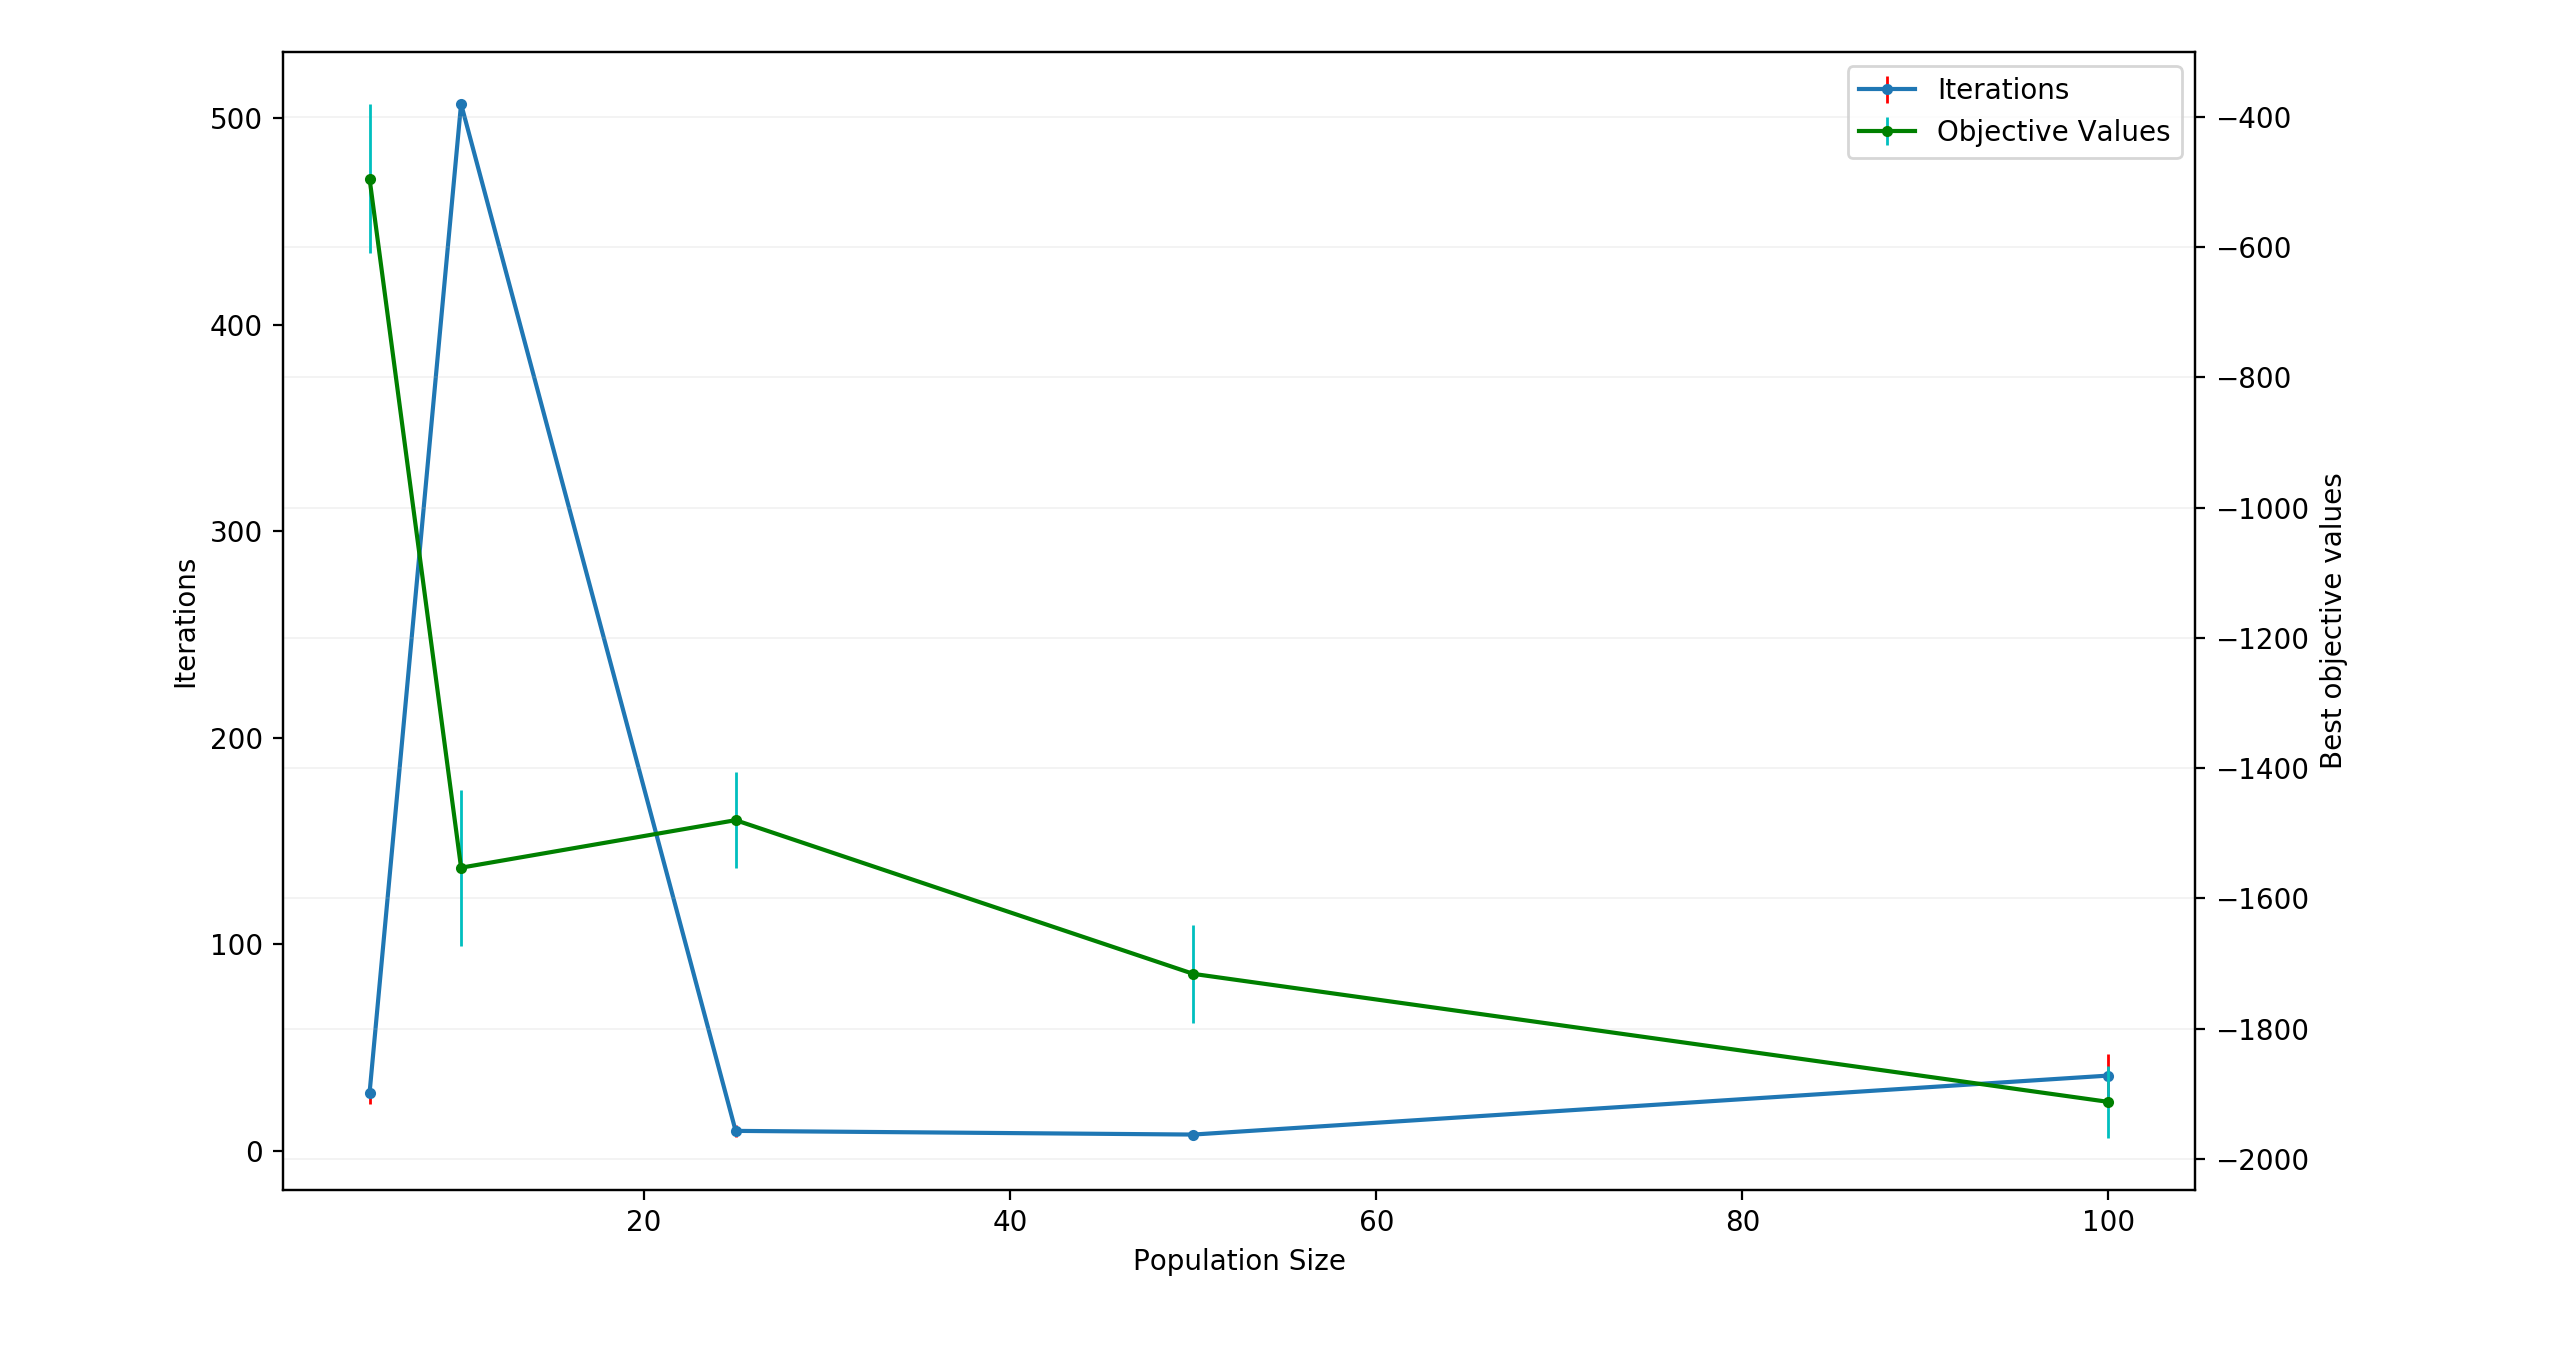 Iterations
Objective Values
500
400
300
200
100
0
Iterations
−400
−600
−800
−1000
−1200
−1400
−1600
−1800
−2000
Best objective values
20 40 60 80 100
Population Size